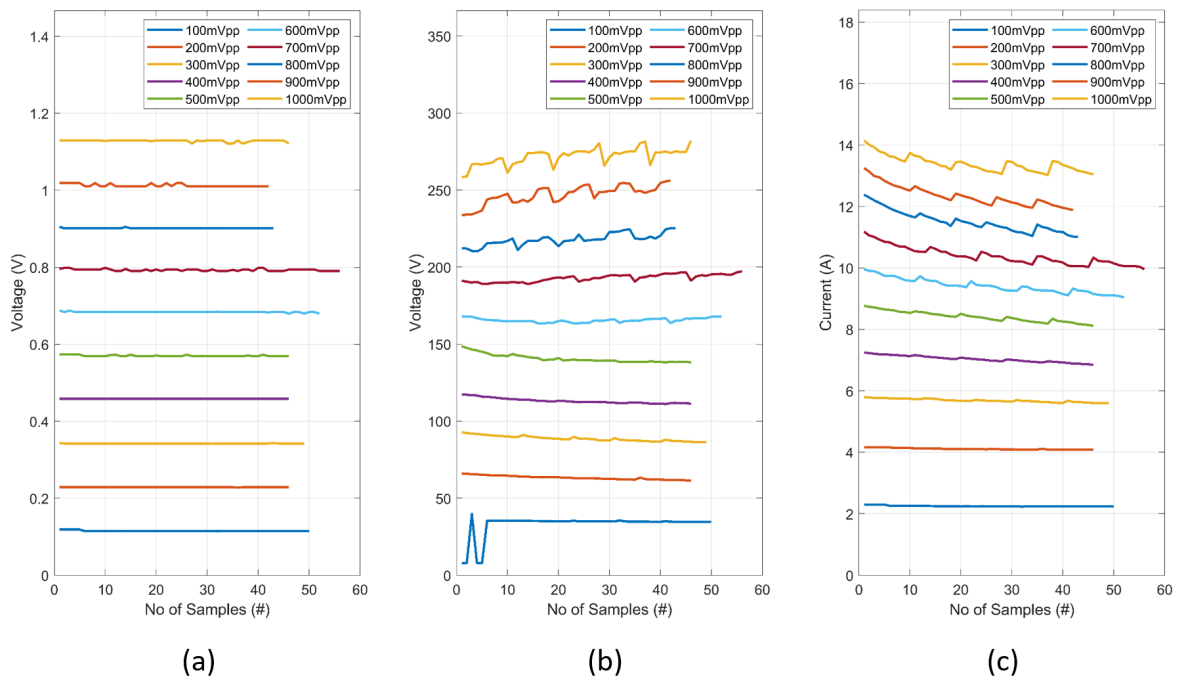 1.4
1.2
1
0.8
0.6
0.4
0.2
0
Voltage (V)
100mVpp 600mVpp
200mVpp 700mVpp
300mVpp 800mVpp
400mVpp 900mVpp
500mVpp 1000mVpp
0 10 20 30 40 50 60
No of Samples (#)
(a)
350
300
250
200
150
100
50
0
Voltage (V)
100mVpp 600mVpp
200mVpp 700mVpp
300mVpp 800mVpp
400mVpp 900mVpp
500mVpp 1000mVpp
0 10 20 30 40 50 60
No of Samples (#)
(b)
18
16
14
12
10
8
6
4
2
0
Current (A)
100mVpp 600mVpp
200mVpp 700mVpp
300mVpp 800mVpp
400mVpp 900mVpp
500mVpp 1000mVpp
0 20 40 60
No of Samples (#)
(c)